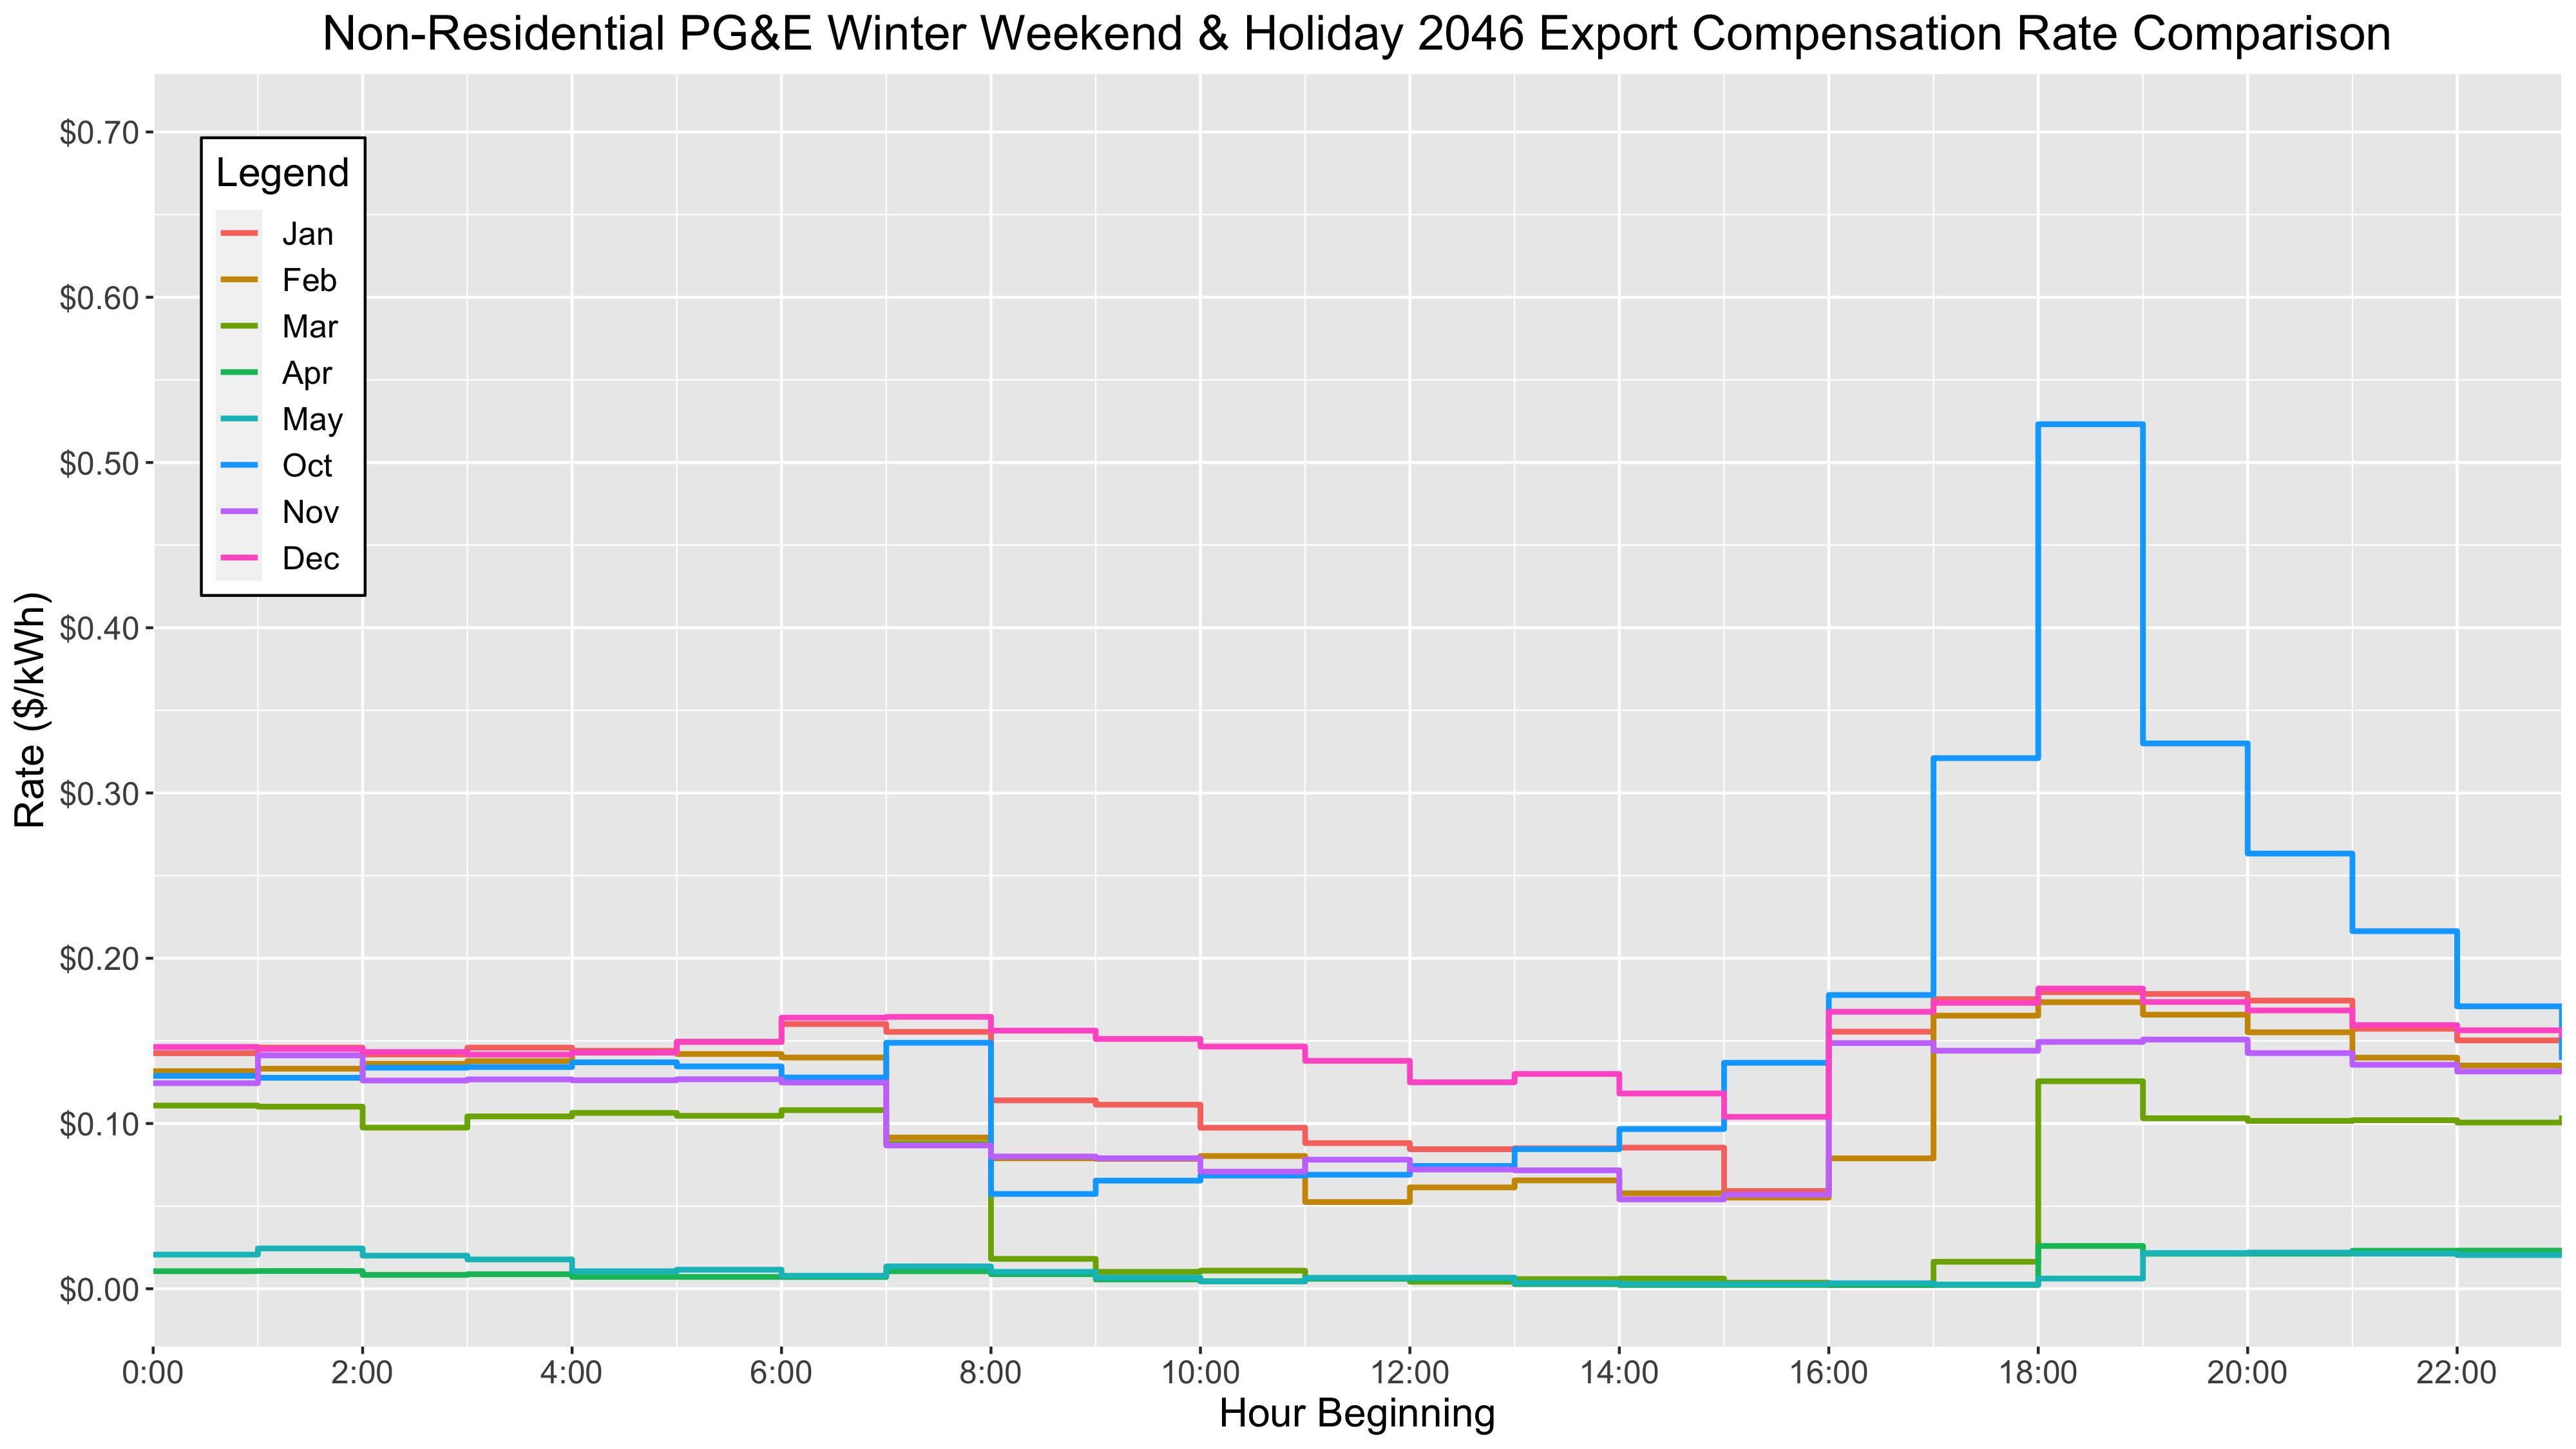 Non-Residential PG&E Winter Weekend & Holiday 2046 Export Compensation Rate Comparison
Rate ($/kWh)
$0.70
$0.60
$0.50
$0.40
$0.30
$0.20
$0.10
$0.00
Legend
Jan
Feb
Mar
Apr
May
Oct
Nov
Dec
0:00 2:00 4:00 6:00 8:00 10:00 12:00 14:00 16:00 18:00 20:00 22:00
Hour Beginning